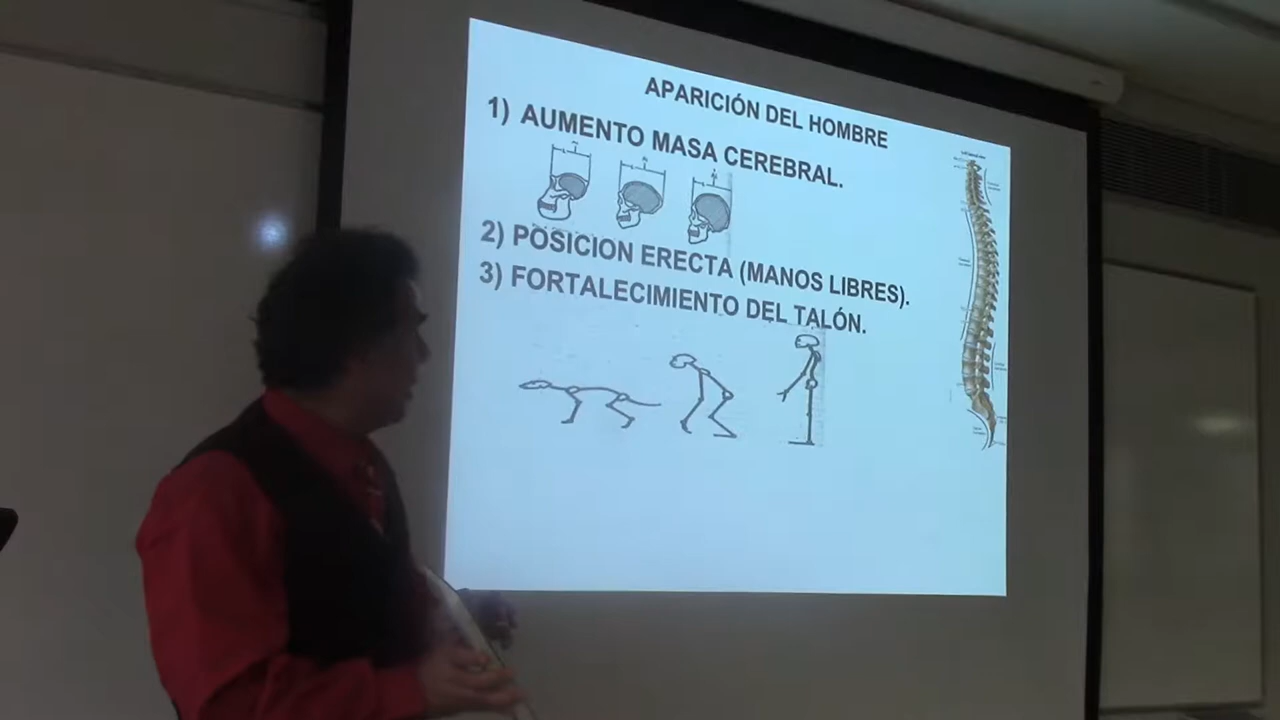 APARICIÓN DEL HOMBRE
1) AUMENTO MASA CEREBRAL.
2) POSICION ERECTA (MANOS LIBRES).
3) FORTALECIMIENTO DEL TALÓN.